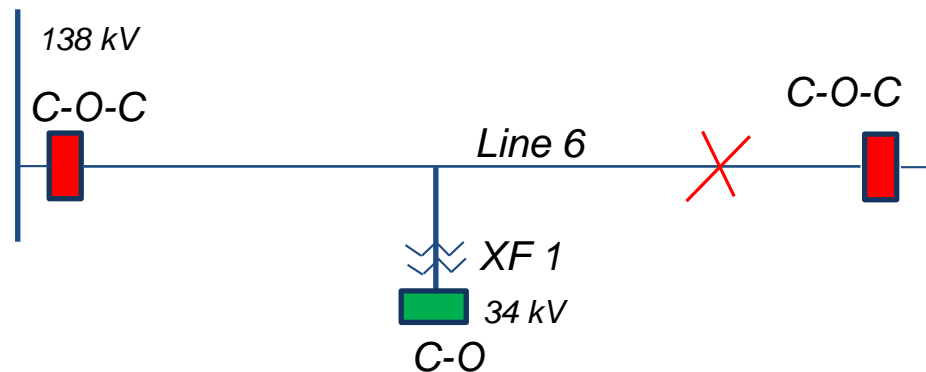 138 kV
C-O-C
C-O-C
Line 6
XF 1
34 kV
C-O